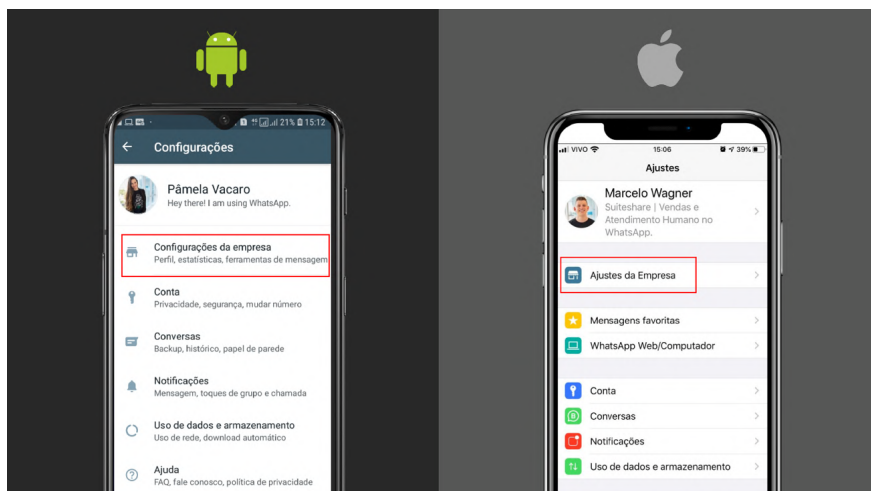 21% 15:12
Configurações
Pâmela Vacaro
Hey there! I am using WhatsApp.
Configurações da empresa
Perfil, estatísticas, ferramentas de mensagem
Conta
Privacidade, segurança, mudar número
Conversas
Backup, histórico, papel de parede
Notificações
Mensagem, toques de grupo e chamada
Uso de dados e armazenamento
Uso de rede, download automático
Ajuda
FAQ, fale conosco, política de privacidade
VIVO 15:06 39%
Ajustes
Marcelo Wagner
Suiteshare | Vendas e
Atendimento Humano no
WhatsApp.
Ajustes da Empresa
Mensagens favoritas
WhatsApp Web/Computador
Conta
Conversas
Notificações
Uso de dados e armazenamento